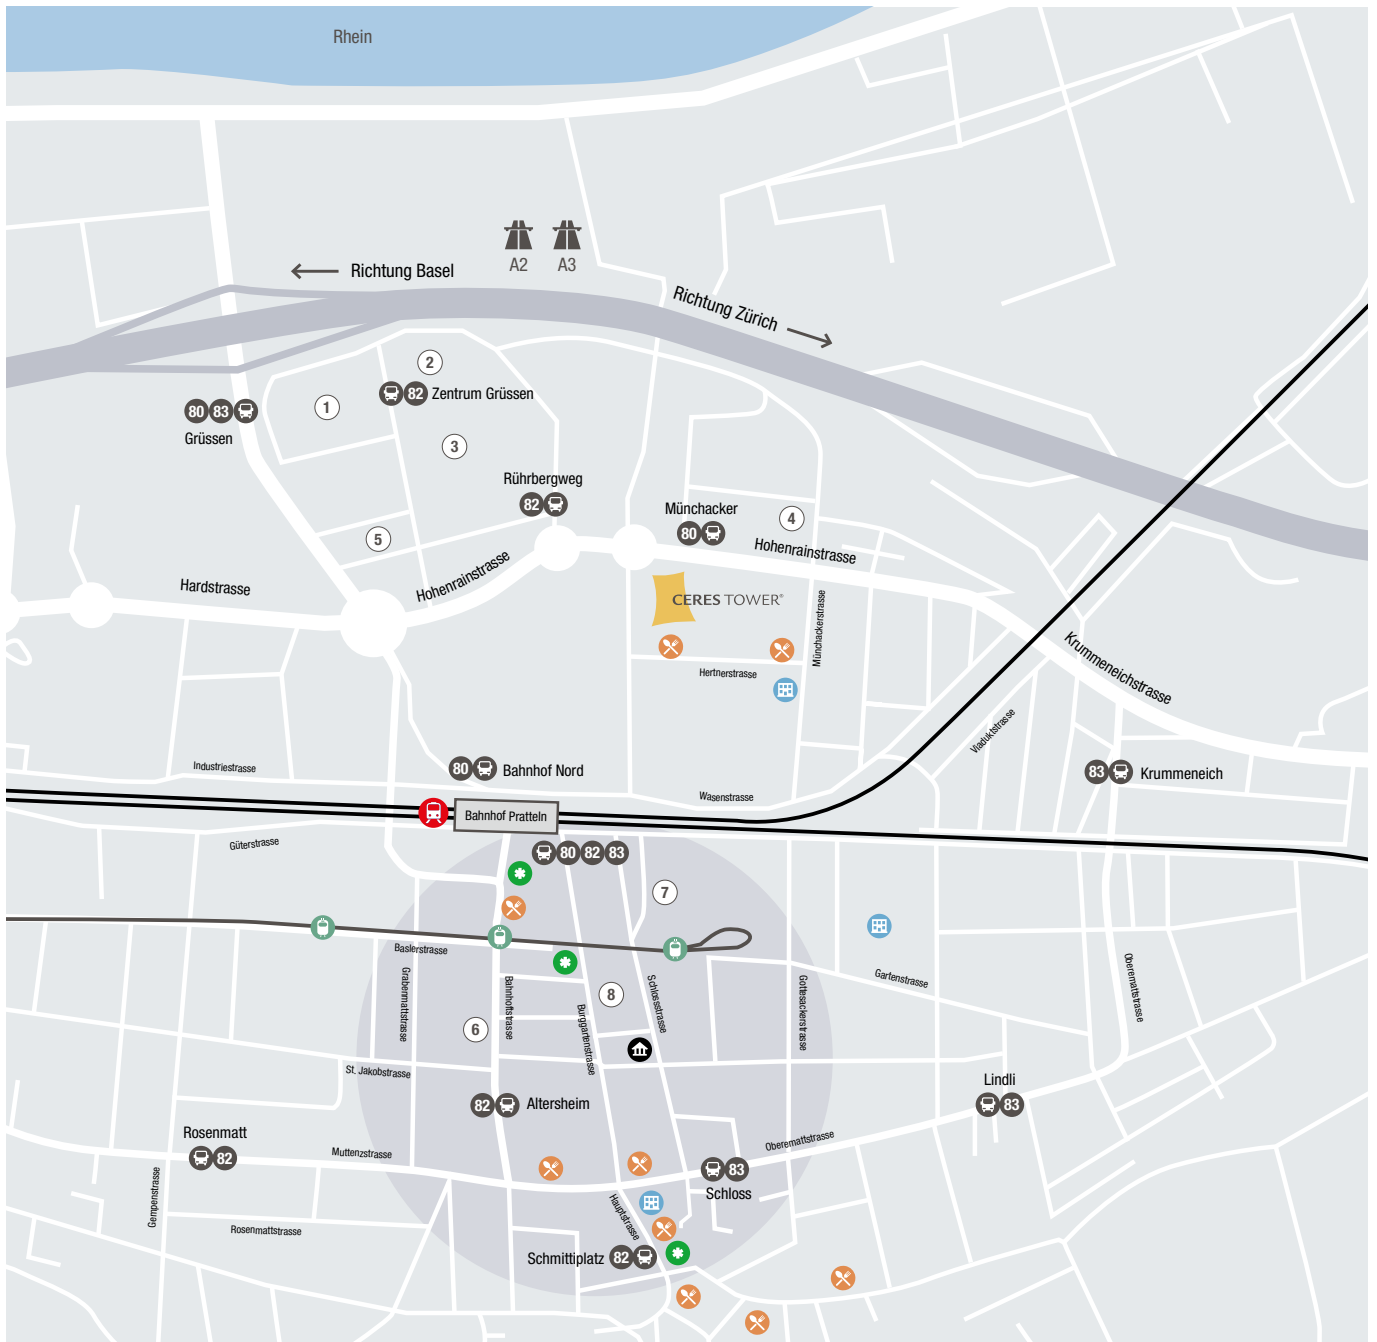 Rhein
A2
A3
Richtung Basel
Richtung Zürich
2
82 Zentrum Grüssen
1
80 83
Grüssen
3
Rührbergweg
82
Münchacker
80
4
5
Hohenrainstrasse
Hohenrainstrasse
Hardstrasse
CERES TOWER®
Münchackerstrasse
Hertnerstrasse
Krummeneichstrasse
Viaduktstrasse
Industriestrasse
80 Bahnhof Nord
83 Krummeneich
Wasenstrasse
Bahnhof Pratteln
Güterstrasse
80 82 83
7
Baslerstrasse
Grabenmattstrasse
Bahnhofstrasse
Burggartenstrasse
8
Schlossstrasse
Gottesackerstrasse
Gartenstrasse
Oberemattstrasse
6
St. Jakobstrasse
82 Altersheim
Lindli
83
Rosenmatt
82
Muttenzstrasse
Oberemattstrasse
83
Schloss
Gempenstrasse
Rosenmattstrasse
Hauptstrasse
Schmittiplatz 82